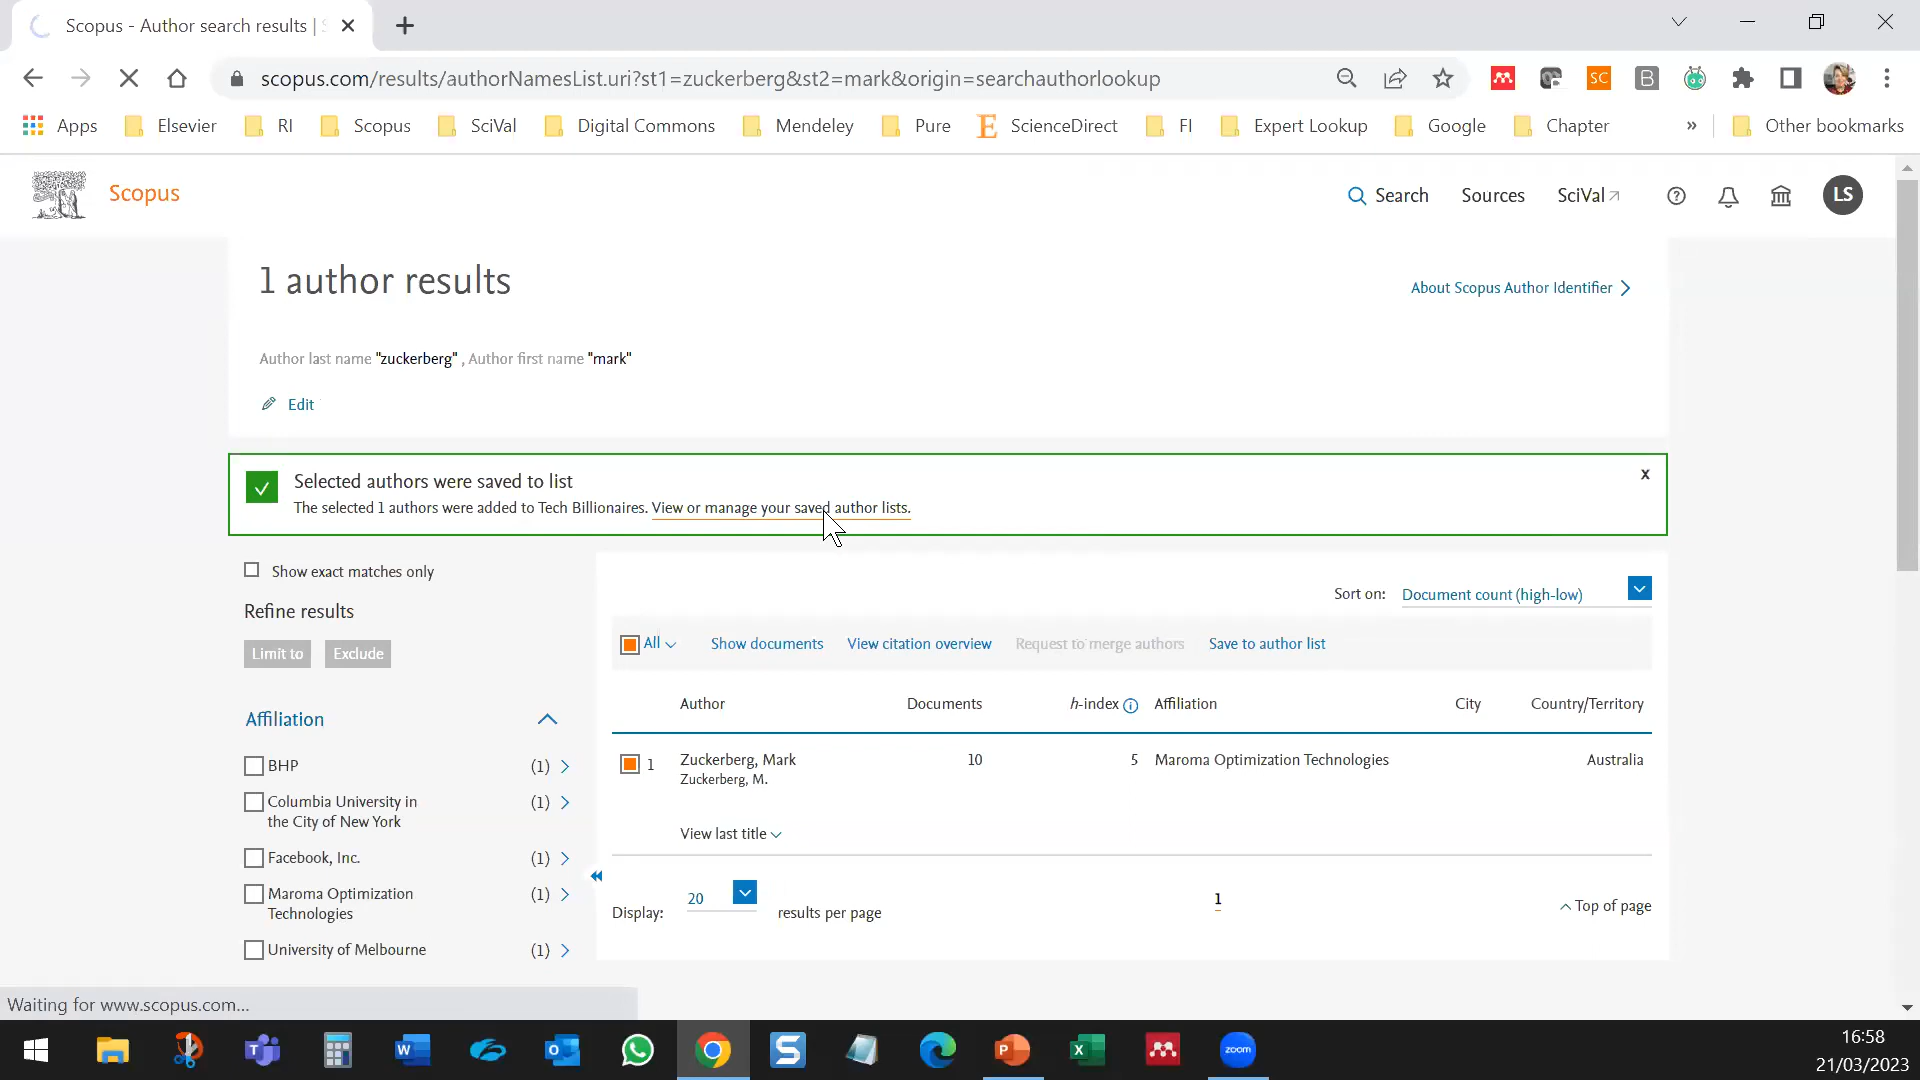 Scopus - Author search results |
scopus.com/results/authorNamesList.uri?st1=zuckerberg&st2=mark&origin=searchauthorlookup
SC
B
Apps
Elsevier
RI
Scopus
SciVal
Digital Commons
Mendeley
Pure
E ScienceDirect
FI
Expert Lookup
Google
Chapter
»
Other bookmarks
Scopus
Search
Sources
SciVal
LS
1 author results
About Scopus Author Identifier
Author last name "zuckerberg" , Author first name "mark"
Edit
Selected authors were saved to list
x
The selected 1 authors were added to Tech Billionaires. View or manage your saved author lists.
Show exact matches only
Refine results
Limit to
Exclude
Affiliation
BHP (1)
Columbia University in (1)
the City of New York
Facebook, Inc. (1)
Maroma Optimization (1)
Technologies
University of Melbourne (1)
Sort on: Document count (high-low)
All
Show documents
View citation overview
Request to merge authors
Save to author list
Author
Documents
h-index
Affiliation
City
Country/Territory
1 Zuckerberg, Mark 10 5 Maroma Optimization Technologies Australia
Zuckerberg, M.
View last title
Display: 20 results per page
1
Top of page
Waiting for www.scopus.com...
T
W
O
S
P
X
zoom
16:58
21/03/2023